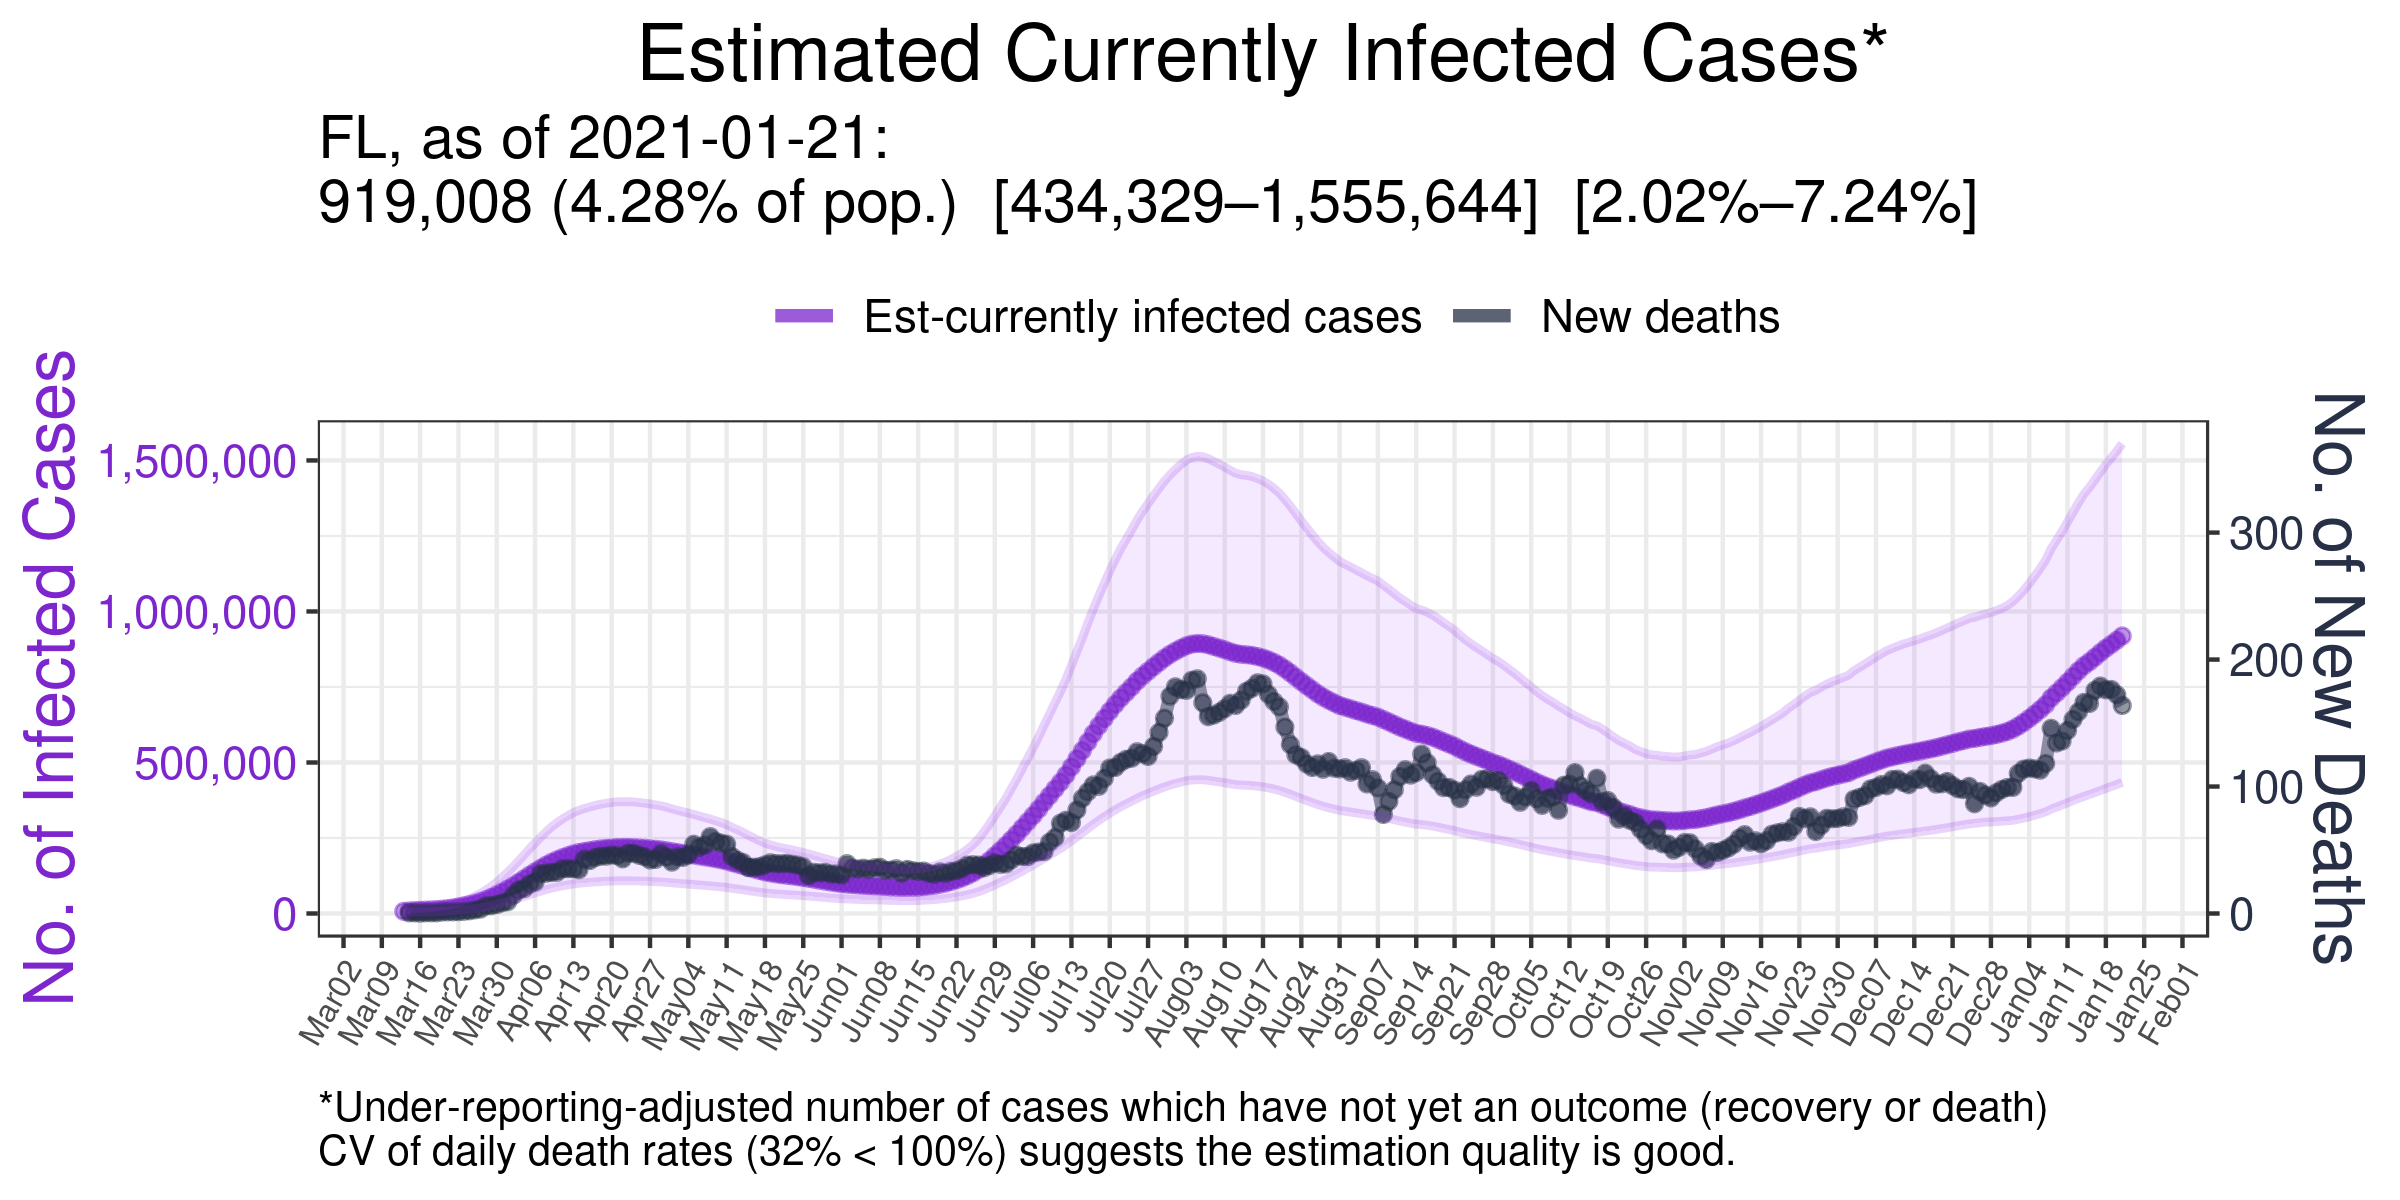 Estimated Currently Infected Cases*
FL, as of 2021-01-21:
919,008 (4.28% of pop.) [434,329–1,555,644] [2.02%–7.24%]
Est-currently infected cases
New deaths
No. of Infected Cases
1,500,000
1,000,000
500,000
0
No. of New Deaths
300
200
100
0
Mar02
Mar09
Mar16
Mar23
Mar30
Apr06
Apr13
Apr20
Apr27
May04
May11
May18
May25
Jun01
Jun08
Jun15
Jun22
Jun29
Jul06
Jul13
Jul20
Jul27
Aug03
Aug10
Aug17
Aug24
Aug31
Sep07
Sep14
Sep21
Sep28
Oct05
Oct12
Oct19
Oct26
Nov02
Nov09
Nov16
Nov23
Nov30
Dec07
Dec14
Dec21
Dec28
Jan04
Jan11
Jan18
Jan25
Feb01
*Under-reporting-adjusted number of cases which have not yet an outcome (recovery or death)
CV of daily death rates (32% < 100%) suggests the estimation quality is good.